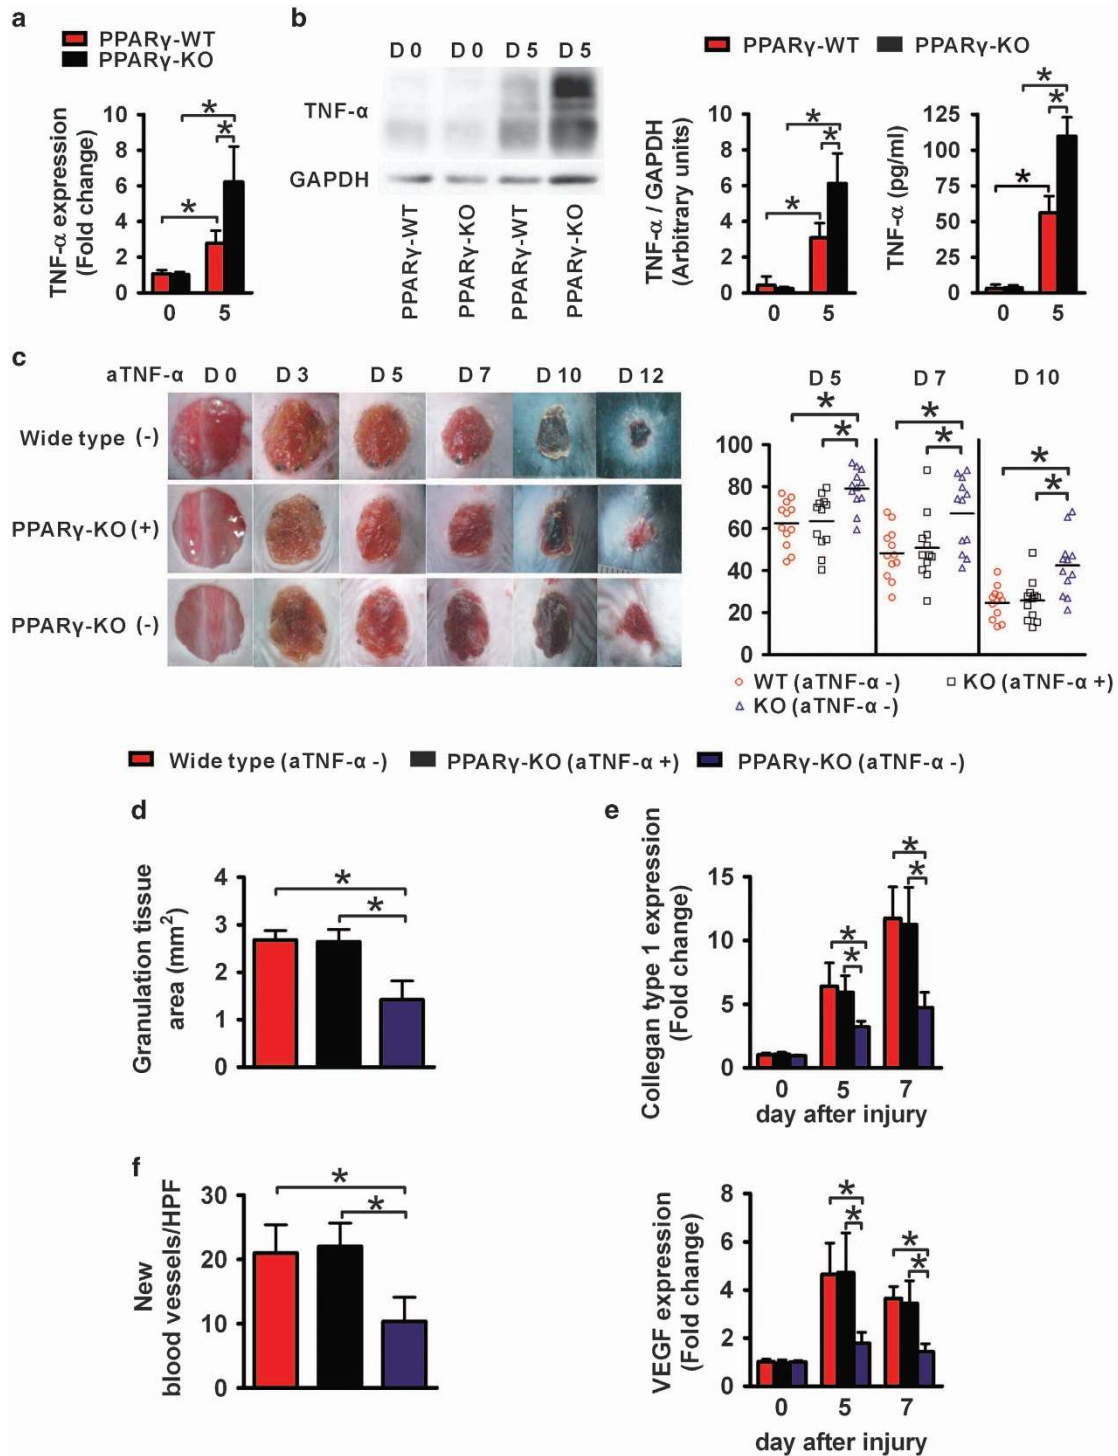 a
PPARγ-WT
PPARγ-KO
TNF-α expression
(Fold change)
10
8
6
4
2
0
*
*
*
0 5
b
D 0 D 0 D 5 D 5
TNF-α
GAPDH
PPARγ-WT
PPARγ-KO
PPARγ-WT
PPARγ-KO
PPARγ-WT PPARγ-KO
TNF-α / GAPDH
(Arbitrary units)
10
8
6
4
2
0
*
*
*
0 5
TNF-α (pg/ml)
125
100
75
50
25
0
*
*
*
0 5
c
aTNF-α D 0 D 3 D 5 D 7 D 10 D 12
Wide type (-)
PPARγ-KO (+)
PPARγ-KO (-)
D 5 D 7 D 10
* * *
* * *
100
80
60
40
20
0
WT (aTNF-α -) KO (aTNF-α +)
KO (aTNF-α -)
Wide type (aTNF-α -) PPARγ-KO (aTNF-α +) PPARγ-KO (aTNF-α -)
d
Granulation tissue
area (mm2)
4
3
2
1
0
*
*
e
Collegan type 1 expression
(Fold change)
15
10
5
0
* *
* *
0 5 7
day after injury
f
New
blood vessels/HPF
30
20
10
0
*
*
VEGF expression
(Fold change)
8
6
4
2
0
* *
* *
0 5 7
day after injury